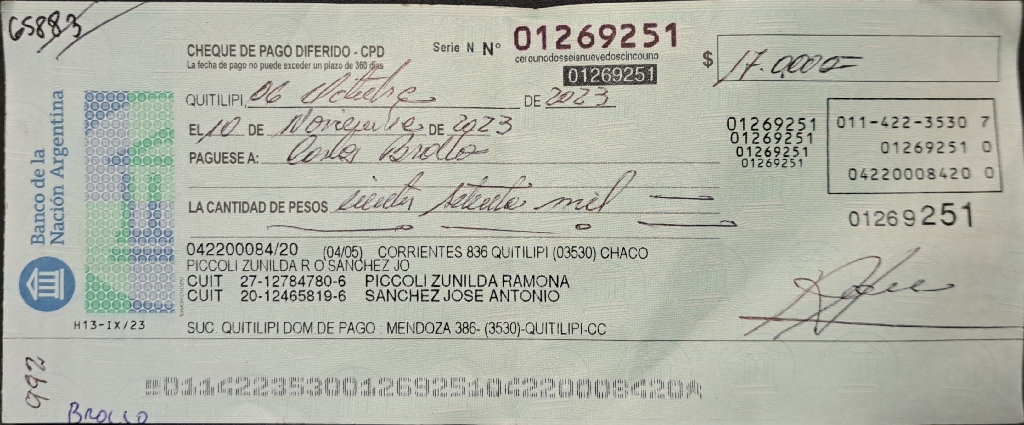 65883
CHEQUE DE PAGO DIFERIDO - CPD
La fecha de pago no puede exceder un plazo de 360 días
Serie N Nº 01269251
cerounodosseisnuevedoscincouno
01269251
$ 17.000=
QUITILIPI, 06 Octubre DE 2023
EL 10 DE Noviembre DE 2023
PAGUESE A: Carlos
LA CANTIDAD DE PESOS ciento setenta mil
01269251
01269251
01269251
01269251
011-422-3530 7
01269251 0
04220008420 0
01269251
Banco de la
Nación Argentina
042200084/20 (04/05) CORRIENTES 836 QUITILIPI (03530) CHACO
PICCOLI ZUNILDA R O SANCHEZ JO
CUIT 27-12784780-6 PICCOLI ZUNILDA RAMONA
CUIT 20-12465819-6 SANCHEZ JOSE ANTONIO
H13-IX/23
SUC. QUITILIPI DOM DE PAGO : MENDOZA 386- (3530)-QUITILIPI-CC
992
01142235300126925104220008420